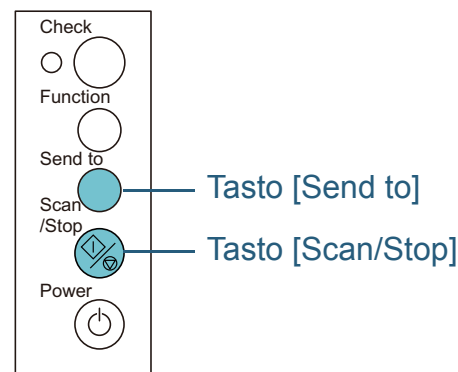 Check
Function
Send to
Tasto [Send to]
Scan
/Stop
Tasto [Scan/Stop]
Power